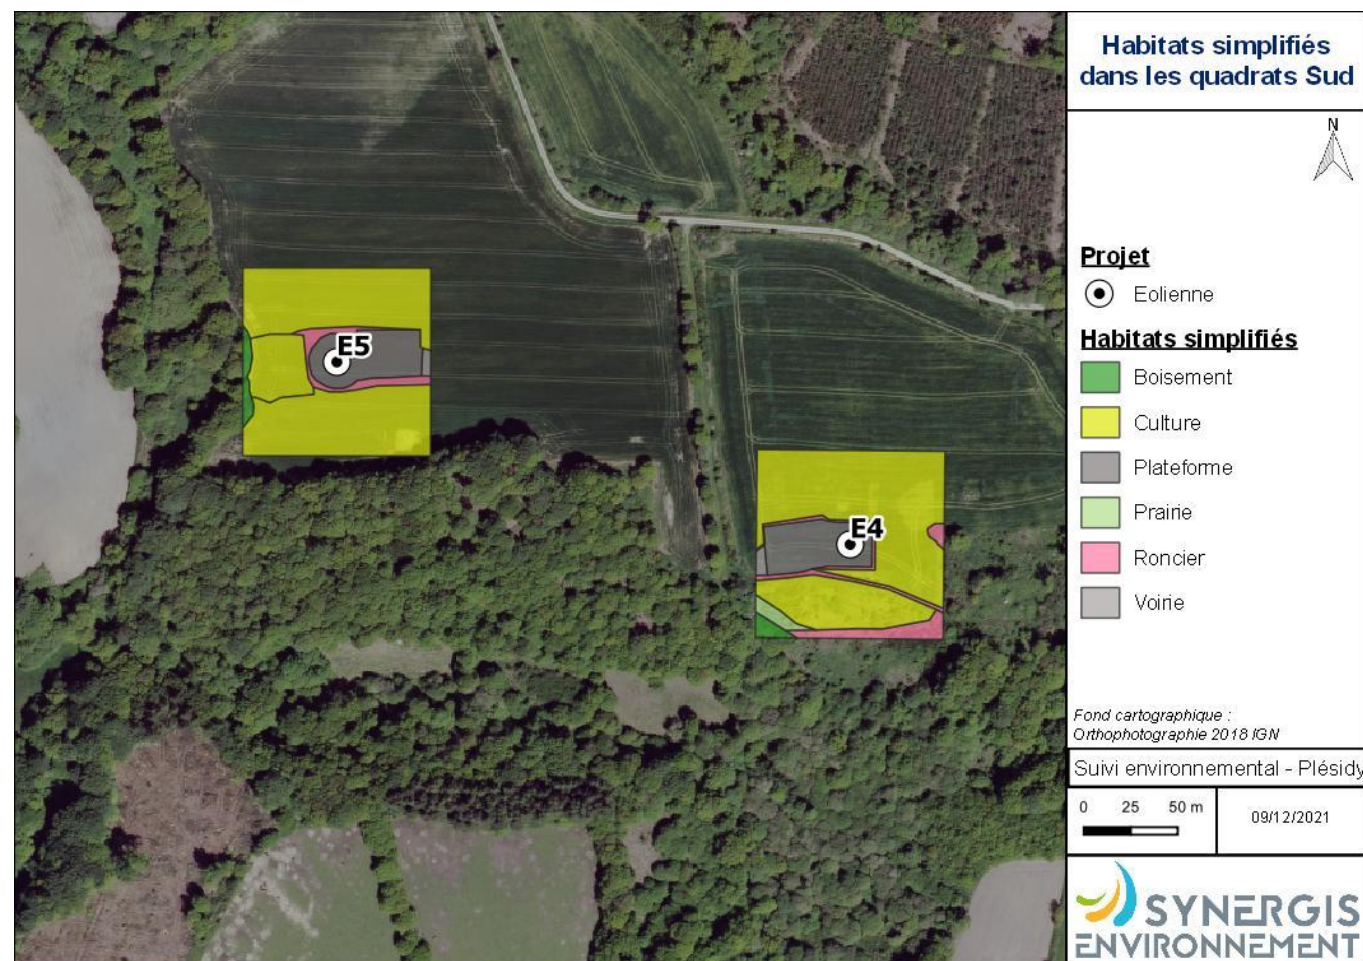 Habitats simplifiés
dans les quadrats Sud
N
Projet
Eolienne
Habitats simplifiés
Boisement
Culture
Plateforme
Prairie
Roncier
Voirie
Fond cartographique :
Orthophotographie 2018 IGN
Suivi environnemental - Plésidy
0 25 50 m
09/12/2021
SYNERGIS
ENVIRONNEMENT
E5
E4